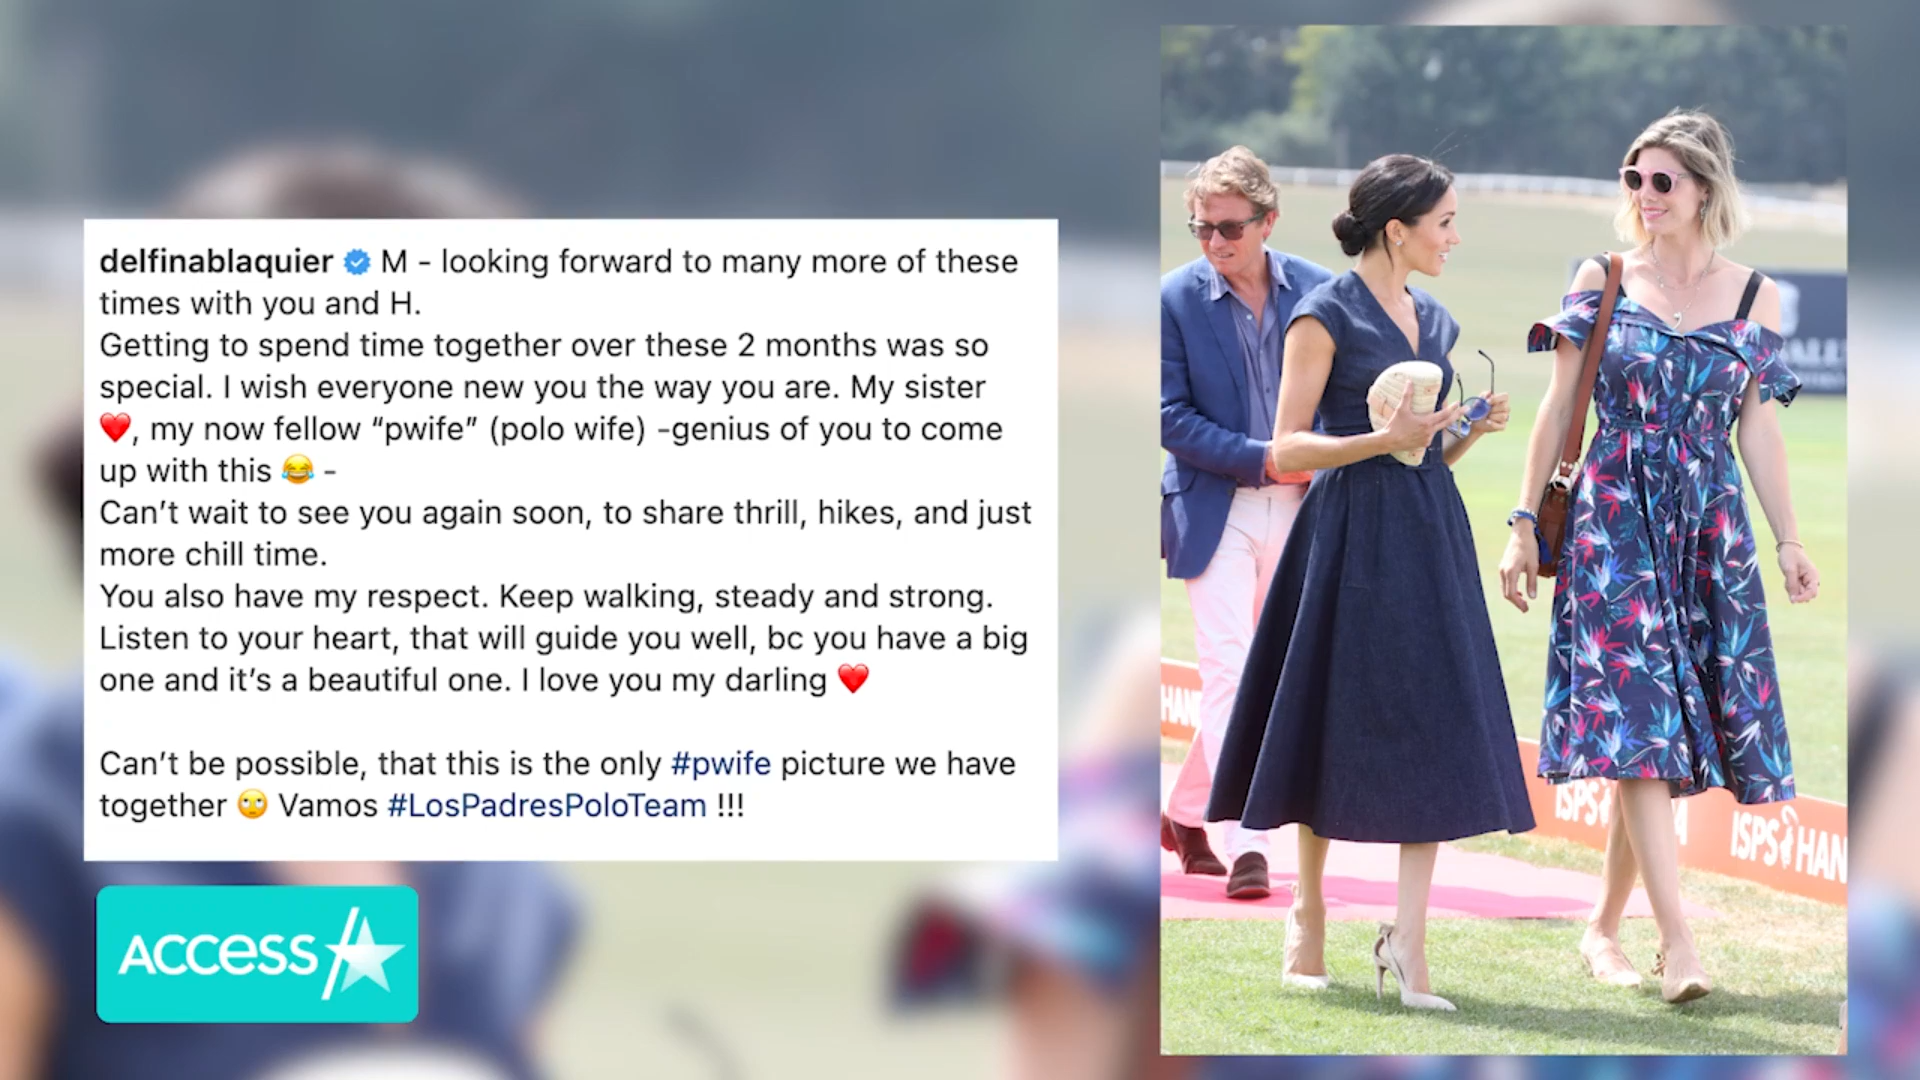 delfinablaquier M - looking forward to many more of these
times with you and H.
Getting to spend time together over these 2 months was so
special. I wish everyone new you the way you are. My sister
❤️, my now fellow “pwife” (polo wife) -genius of you to come
up with this 😂 -
Can’t wait to see you again soon, to share thrill, hikes, and just
more chill time.
You also have my respect. Keep walking, steady and strong.
Listen to your heart, that will guide you well, bc you have a big
one and it’s a beautiful one. I love you my darling ❤️
Can’t be possible, that this is the only #pwife picture we have
together 🙄 Vamos #LosPadresPoloTeam !!!
ACCESS
HAN
ISPS
ISPS HAN